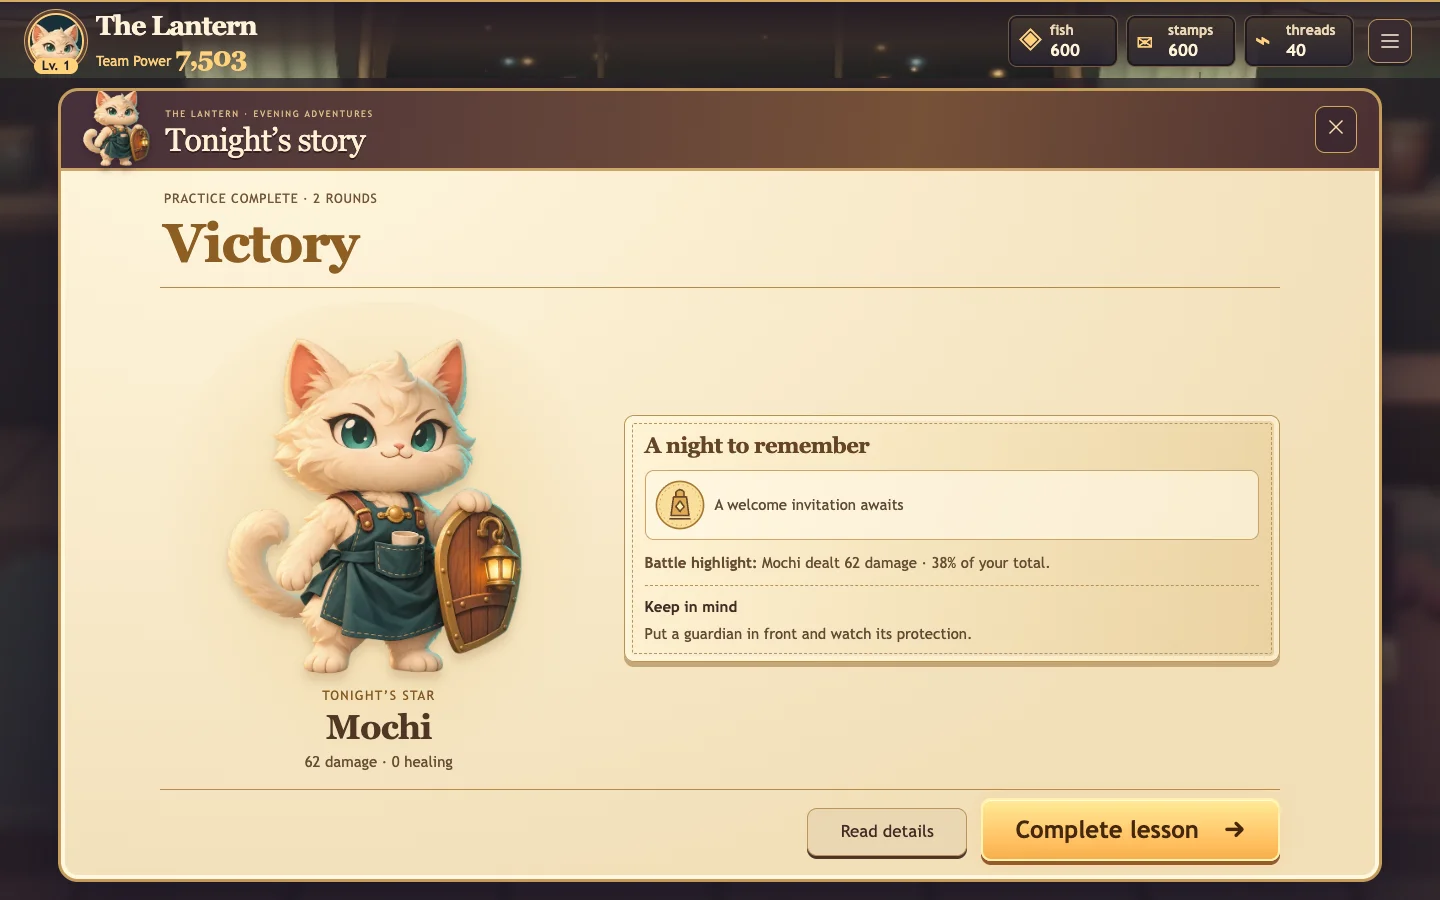 The Lantern
Team Power 7,503
Lv. 1
fish
600
stamps
600
threads
40
THE LANTERN · EVENING ADVENTURES
Tonight’s story
PRACTICE COMPLETE · 2 ROUNDS
Victory
A night to remember
A welcome invitation awaits
Battle highlight: Mochi dealt 62 damage · 38% of your total.
Keep in mind
Put a guardian in front and watch its protection.
TONIGHT’S STAR
Mochi
62 damage · 0 healing
Read details
Complete lesson